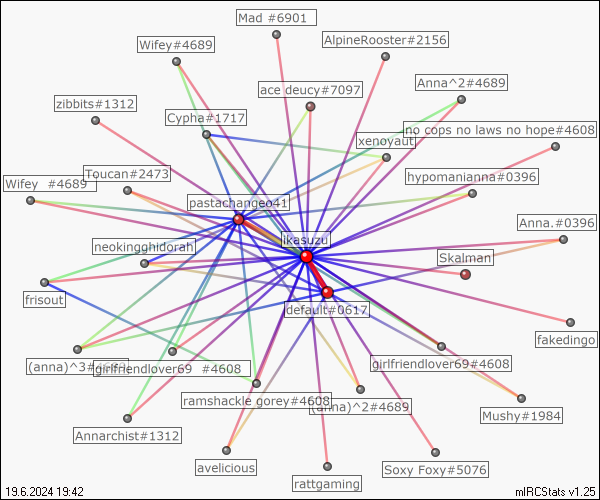 Mad #6901
Wifey#4689
AlpineRooster#2156
ace deucy#7097
Anna^2#4689
zibbits#1312
Cypha#1717
no cops no laws no hope#4608
xenoyaut
Toucan#2473
hypomanianna#0396
Wifey  #4689
pastachangeo41
Anna.#0396
ikasuzu
neokingghidorah
Skalman
frisout
default#0617
fakedingo
(anna)^3#4689
girlfriendlover69  #4608
girlfriendlover69#4608
ramshackle gorey#4608
(anna)^2#4689
Mushy#1984
Annarchist#1312
avelicious
Soxy Foxy#5076
rattgaming
19.6.2024 19:42
mIRCStats v1.25